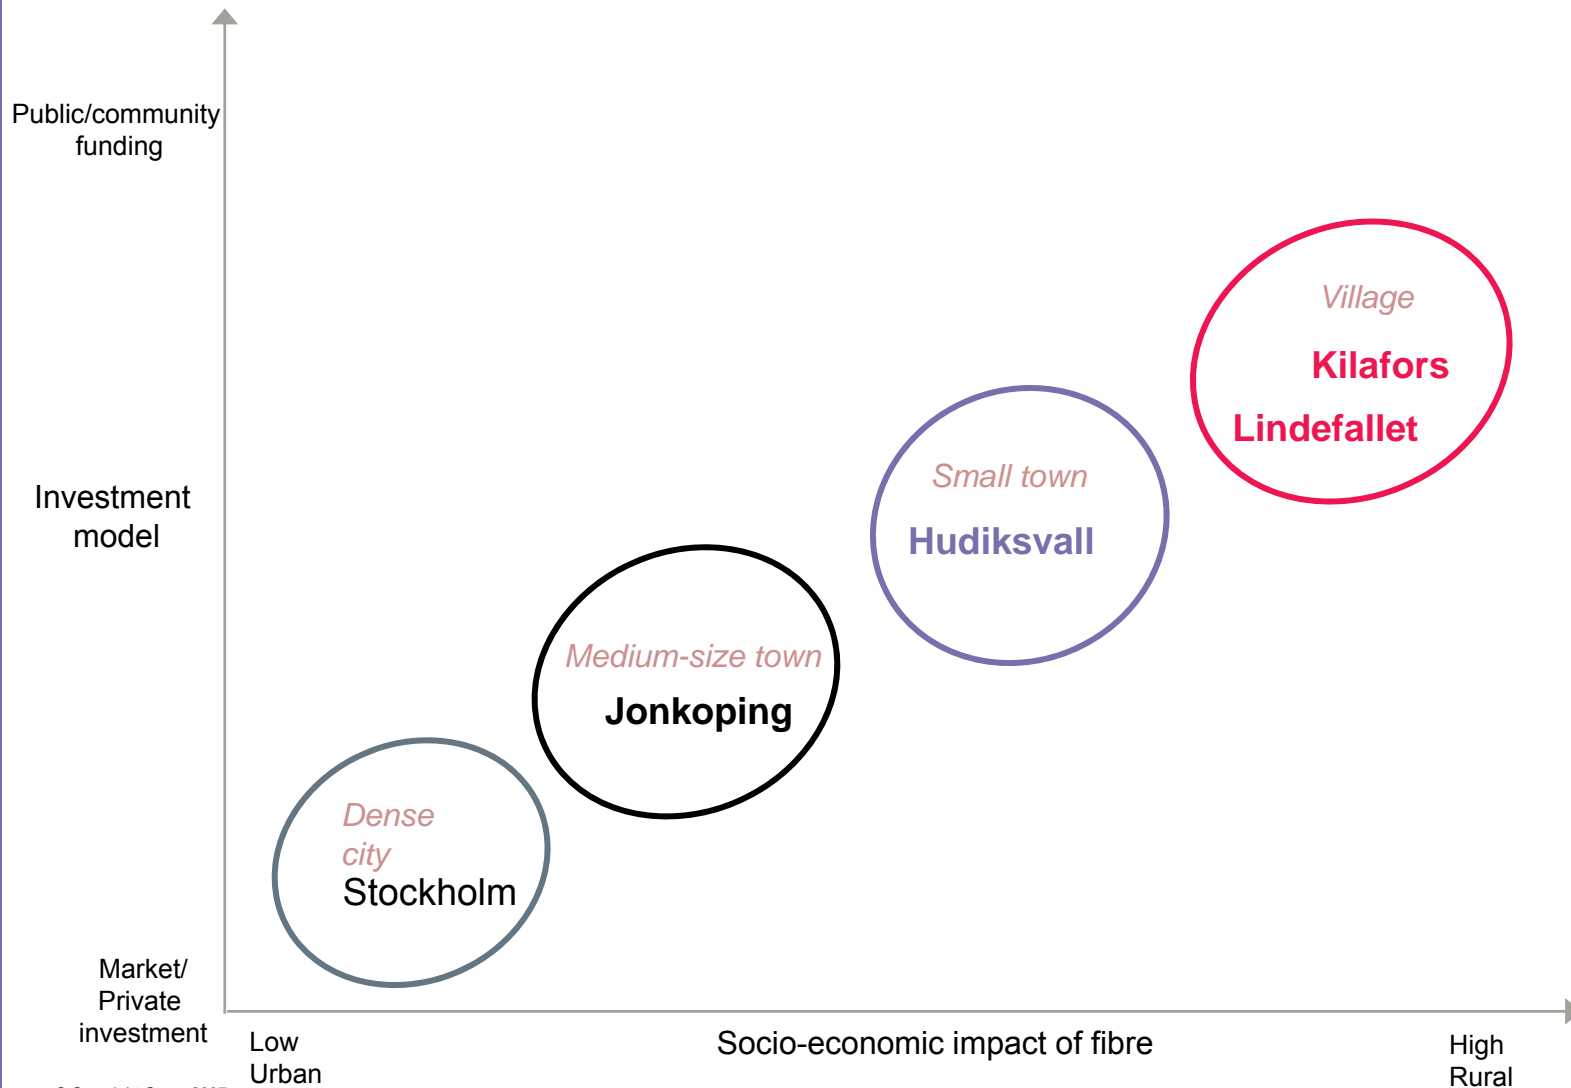 Public/community
funding
Village
Kilafors
Lindefallet
Small town
Hudiksvall
Investment
model
Medium-size town
Jonkoping
Dense
city
Stockholm
Market/
Private
investment
Low
Urban
Socio-economic impact of fibre
High
Rural